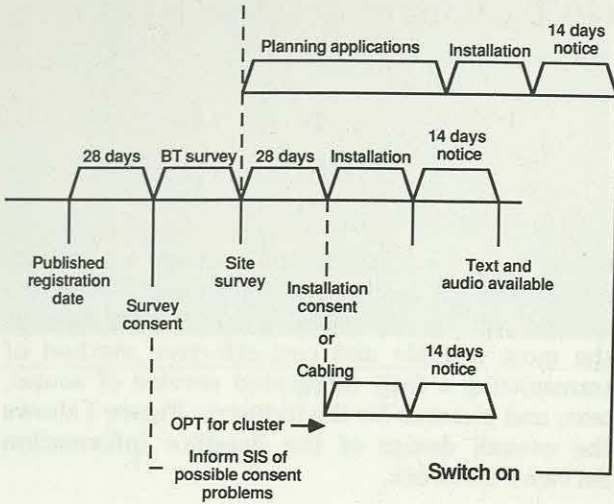 14 days
Planning applications Installation notice
14 days
28 days BT survey 28 days Installation notice
Published
registration
date
Survey
consent
Site
survey
Installation
consent
or
Cabling
Text and
audio available
14 days
notice
OPT for cluster
Inform SIS of
possible consent
problems
Switch on